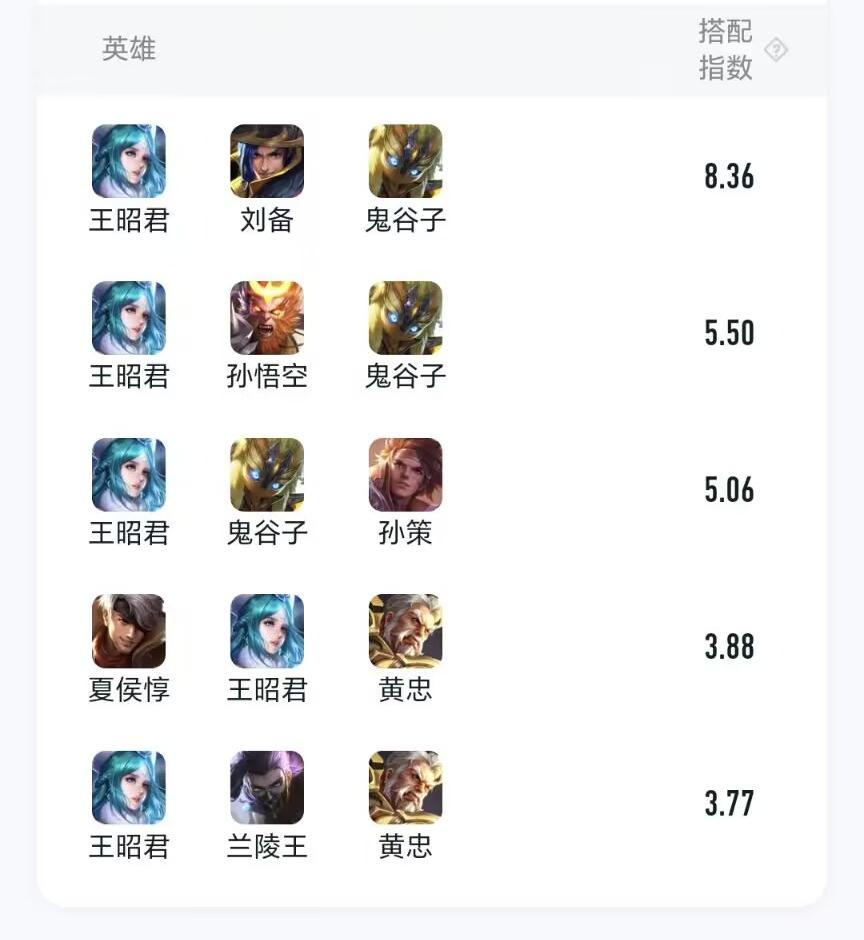 英雄
搭配
指数
?
王昭君 刘备 鬼谷子 8.36
王昭君 孙悟空 鬼谷子 5.50
王昭君 鬼谷子 孙策 5.06
夏侯惇 王昭君 黄忠 3.88
王昭君 兰陵王 黄忠 3.77